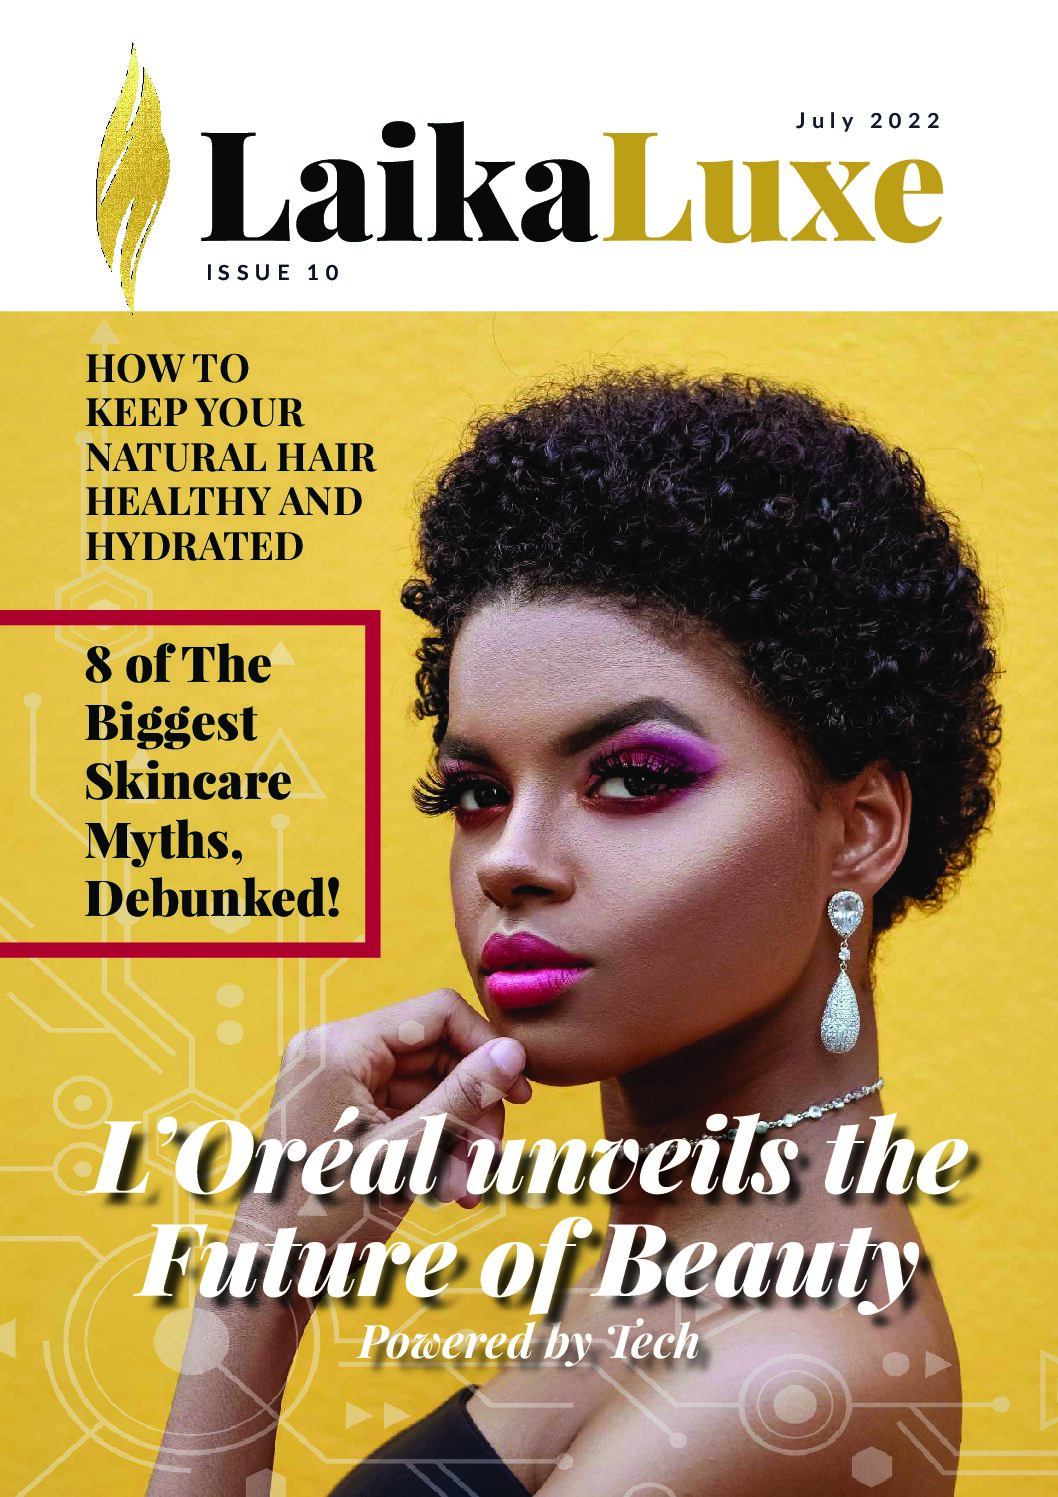 July 2022
LaikaLuxe
ISSUE 10
HOW TO
KEEP YOUR
NATURAL HAIR
HEALTHY AND
HYDRATED
8 of The
Biggest
Skincare
Myths,
Debunked!
L’Oréal unveils the
Future of Beauty
Powered by Tech